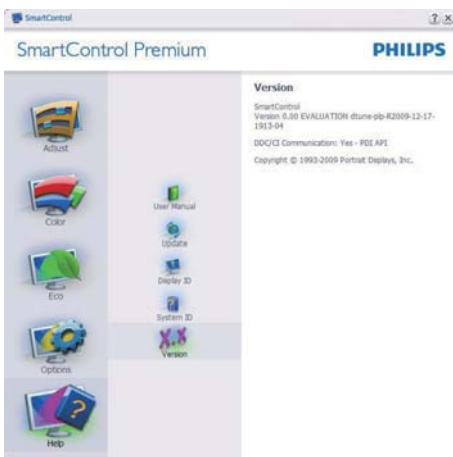 SmartControl
SmartControl Premium
PHILIPS
Adjust
Color
Eco
Options
Help
User Manual
Update
Display ID
System ID
Version
Version
SmartControl
Version 0.00 EVALUATION dtune-plp-R2009-12-17-
1913-04
DDC/CI Communication: Yes - PDI API
Copyright © 1993-2009 Portrait Displays, Inc.